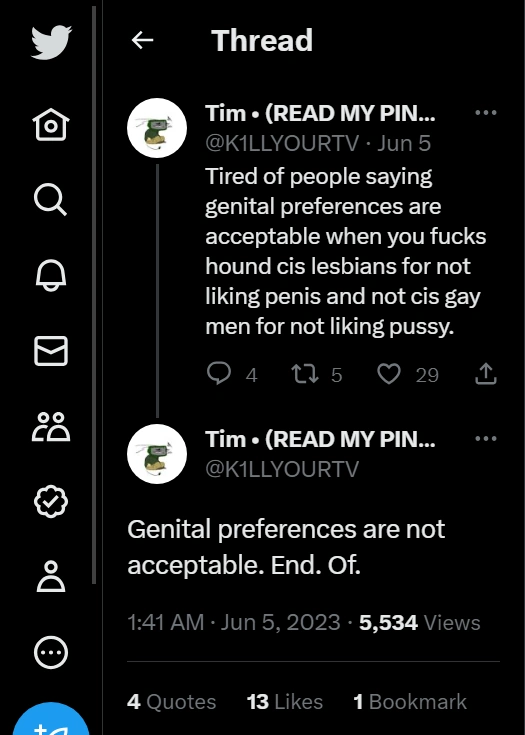 Thread
Tim • (READ MY PIN...
@K1LLYOURTV · Jun 5
Tired of people saying
genital preferences are
acceptable when you fucks
hound cis lesbians for not
liking penis and not cis gay
men for not liking pussy.
4 5 29
Tim • (READ MY PIN...
@K1LLYOURTV
Genital preferences are not
acceptable. End. Of.
1:41 AM · Jun 5, 2023 · 5,534 Views
4 Quotes 13 Likes 1 Bookmark